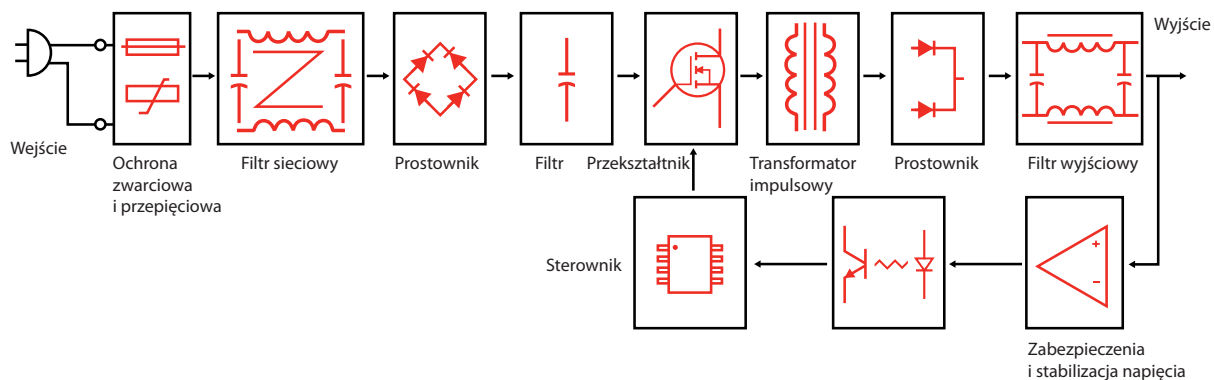 Wyjście
Wejście
Ochrona
zwarciowa
i przepięciowa
Filtr sieciowy
Prostownik
Filtr
Przekształtnik
Transformator
impulsowy
Prostownik
Filtr wyjściowy
Sterownik
+
−
Zabezpieczenia
i stabilizacja napięcia